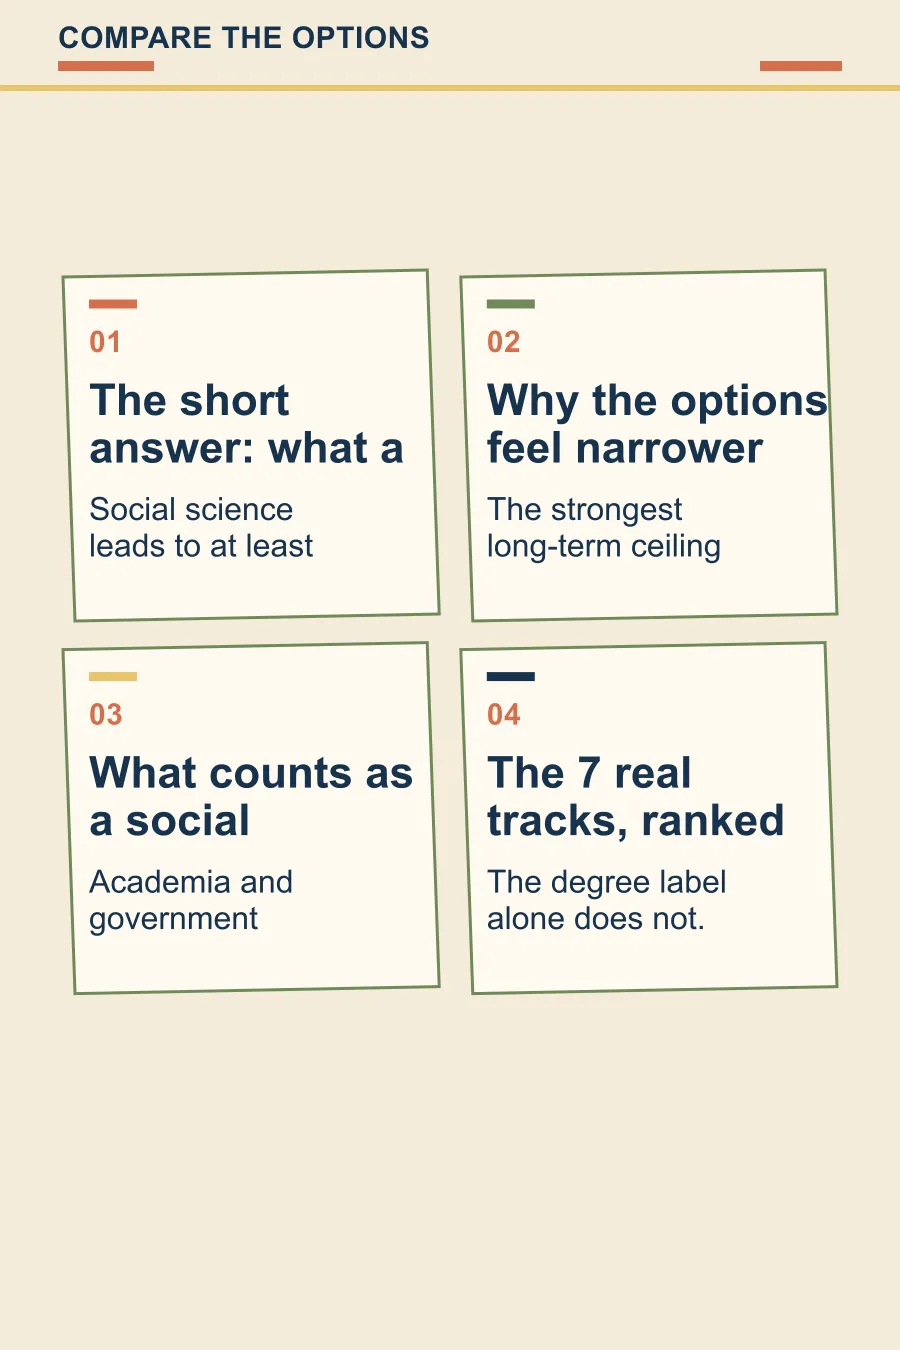 COMPARE THE OPTIONS
01
The short
answer: what a
Social science
leads to at least
02
Why the options
feel narrower
The strongest
long-term ceiling
03
What counts as
a social
Academia and
government
04
The 7 real
tracks, ranked
The degree label
alone does not.